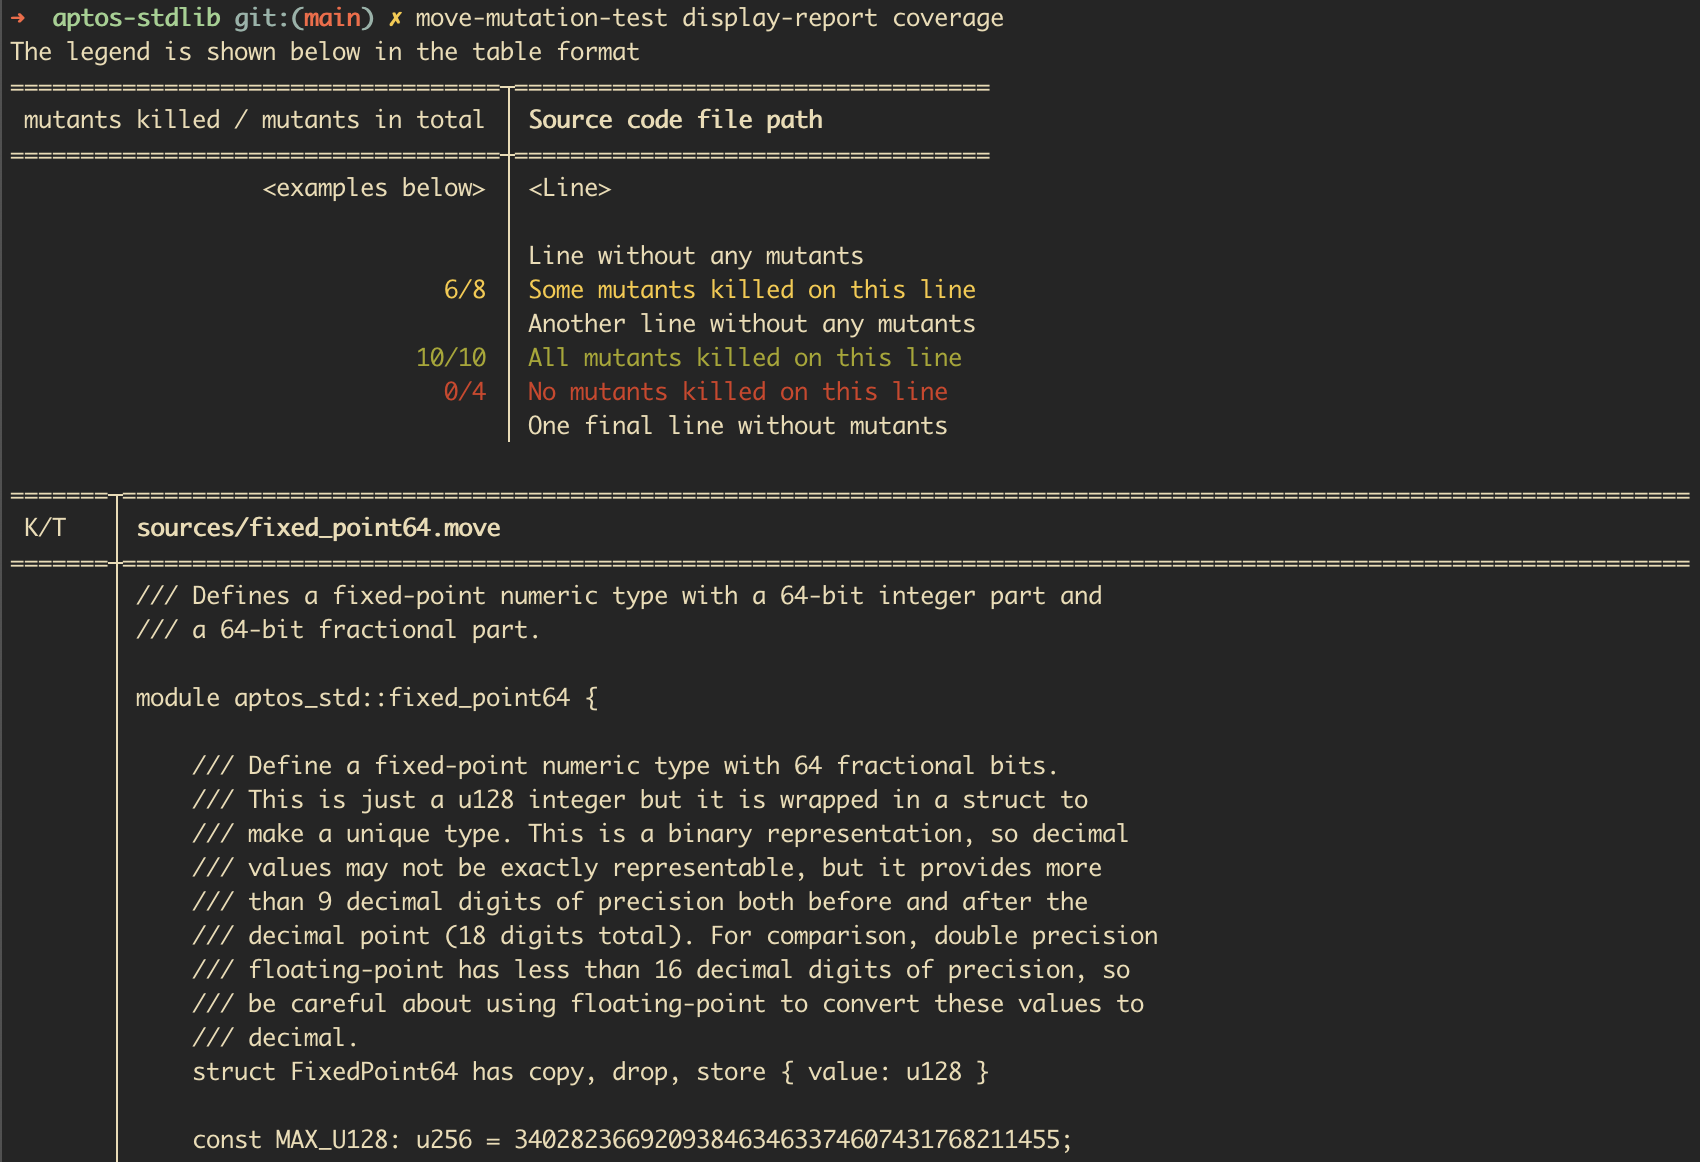 ➜  aptos-stdlib git:(main) ✗ move-mutation-test display-report coverage
The legend is shown below in the table format
mutants killed / mutants in total Source code file path
<examples below> <Line>
Line without any mutants
6/8 Some mutants killed on this line
Another line without any mutants
10/10 All mutants killed on this line
0/4 No mutants killed on this line
One final line without mutants
K/T sources/fixed_point64.move
/// Defines a fixed-point numeric type with a 64-bit integer part and
/// a 64-bit fractional part.
module aptos_std::fixed_point64 {
/// Define a fixed-point numeric type with 64 fractional bits.
/// This is just a u128 integer but it is wrapped in a struct to
/// make a unique type. This is a binary representation, so decimal
/// values may not be exactly representable, but it provides more
/// than 9 decimal digits of precision both before and after the
/// decimal point (18 digits total). For comparison, double precision
/// floating-point has less than 16 decimal digits of precision, so
/// be careful about using floating-point to convert these values to
/// decimal.
struct FixedPoint64 has copy, drop, store { value: u128 }
const MAX_U128: u256 = 340282366920938463463374607431768211455;